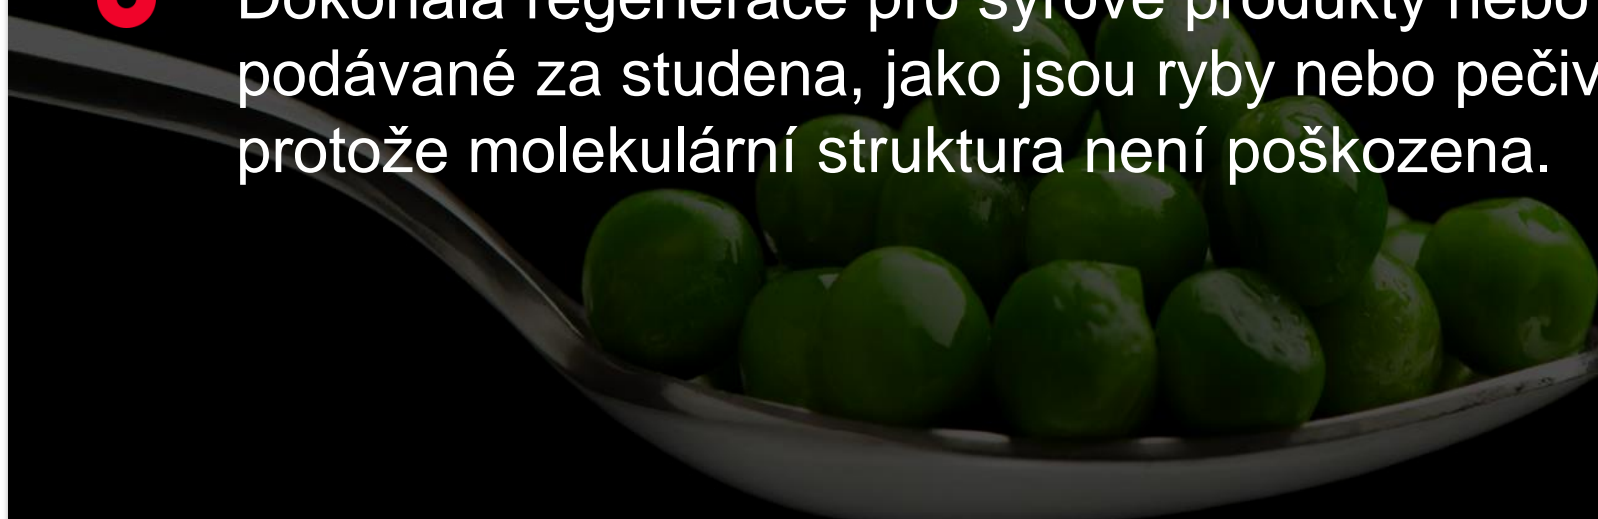 Dokonalá regenerace pro syrové produkty nebo
podávané za studena, jako jsou ryby nebo pečiv
protože molekulární struktura není poškozena.